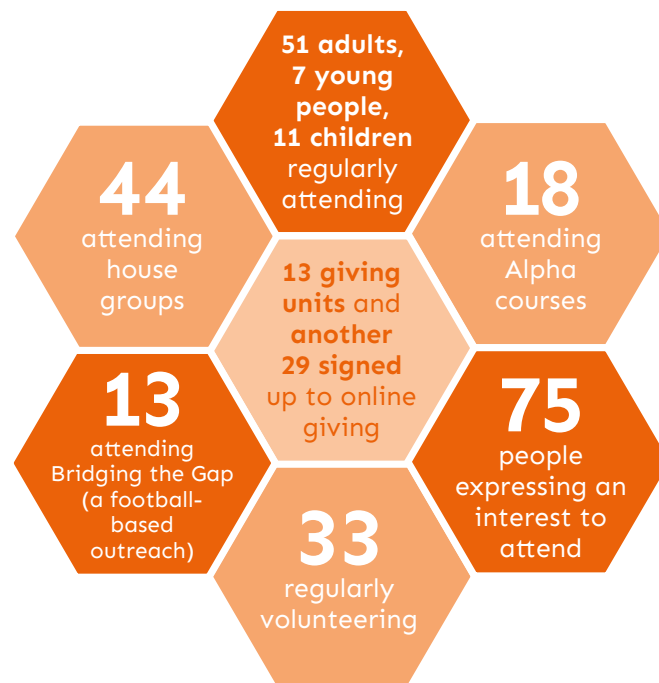 51 adults,
7 young
people,
11 children
regularly
attending
44
attending
house
groups
18
attending
Alpha
courses
13 giving
units and
another
29 signed
up to online
giving
13
attending
Bridging the Gap
(a football-
based
outreach)
75
people
expressing an
interest to
attend
33
regularly
volunteering